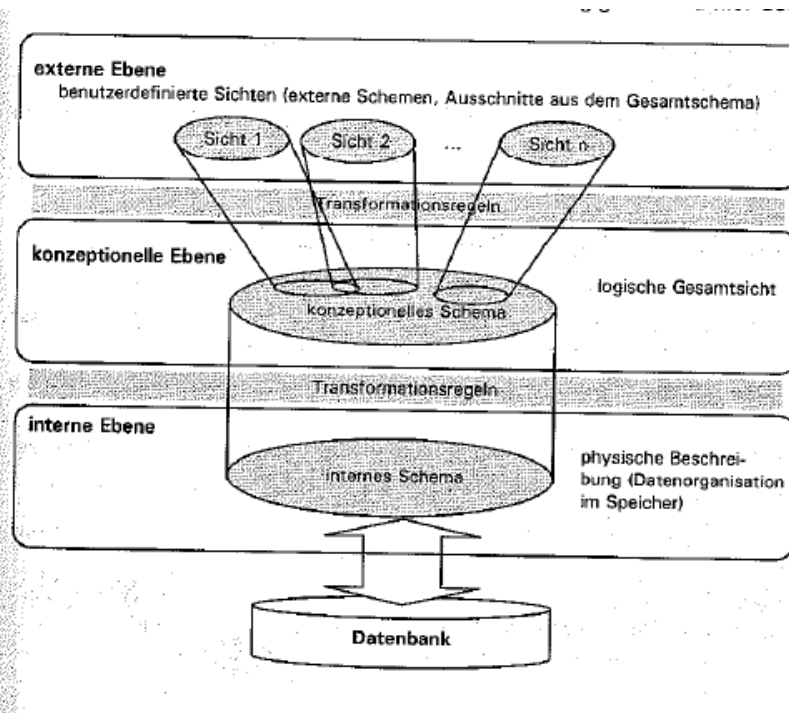 externe Ebene
benutzerdefinierte Sichten (externe Schemen, Ausschnitte aus dem Gesamtschema)
Sicht 1
Sicht 2
...
Sicht n
Transformationsregeln
konzeptionelle Ebene
logische Gesamtsicht
konzeptionelles Schema
Transformationsregeln
interne Ebene
physische Beschrei-
bung (Datenorganisation
im Speicher)
internes Schema
Datenbank